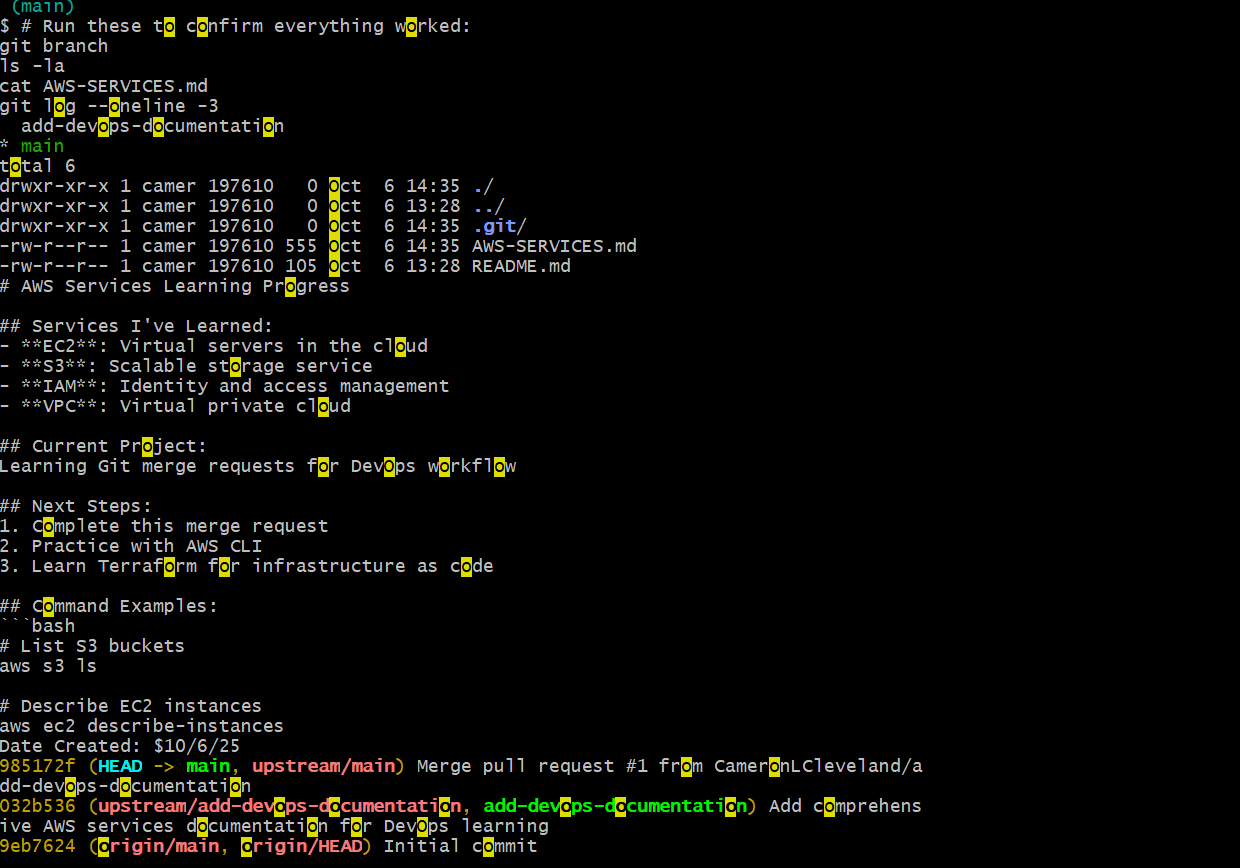 (main)
$ # Run these to confirm everything worked:
git branch
ls -la
cat AWS-SERVICES.md
git log --oneline -3
  add-devops-documentation
* main
total 6
drwxr-xr-x 1 camer 197610   0 Oct  6 14:35 ./
drwxr-xr-x 1 camer 197610   0 Oct  6 13:28 ../
drwxr-xr-x 1 camer 197610   0 Oct  6 14:35 .git/
-rw-r--r-- 1 camer 197610 555 Oct  6 14:35 AWS-SERVICES.md
-rw-r--r-- 1 camer 197610 105 Oct  6 13:28 README.md
# AWS Services Learning Progress

## Services I've Learned:
- **EC2**: Virtual servers in the cloud
- **S3**: Scalable storage service
- **IAM**: Identity and access management
- **VPC**: Virtual private cloud

## Current Project:
Learning Git merge requests for DevOps workflow

## Next Steps:
1. Complete this merge request
2. Practice with AWS CLI
3. Learn Terraform for infrastructure as code

## Command Examples:
```bash
# List S3 buckets
aws s3 ls

# Describe EC2 instances
aws ec2 describe-instances
Date Created: $10/6/25
985172f (HEAD -> main, upstream/main) Merge pull request #1 from CameronLCleveland/a
dd-devops-documentation
032b536 (upstream/add-devops-documentation, add-devops-documentation) Add comprehens
ive AWS services documentation for DevOps learning
9eb7624 (origin/main, origin/HEAD) Initial commit